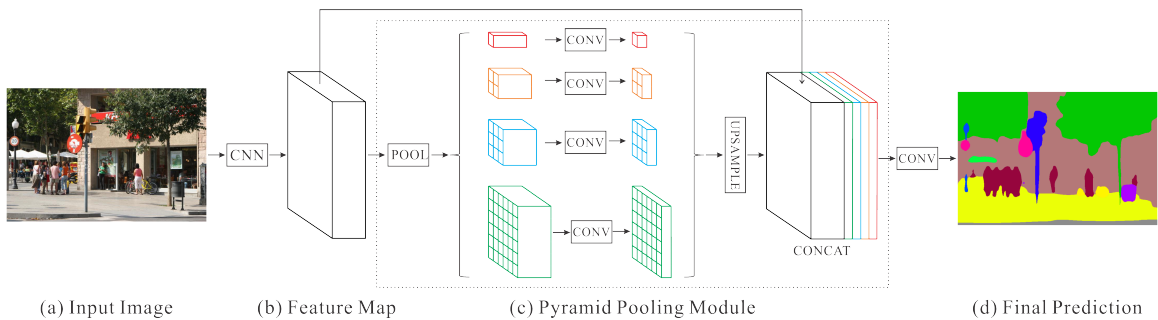 CNN
POOL
CONV
CONV
CONV
CONV
UPSAMPLE
CONCAT
CONV
(a) Input Image
(b) Feature Map
(c) Pyramid Pooling Module
(d) Final Prediction